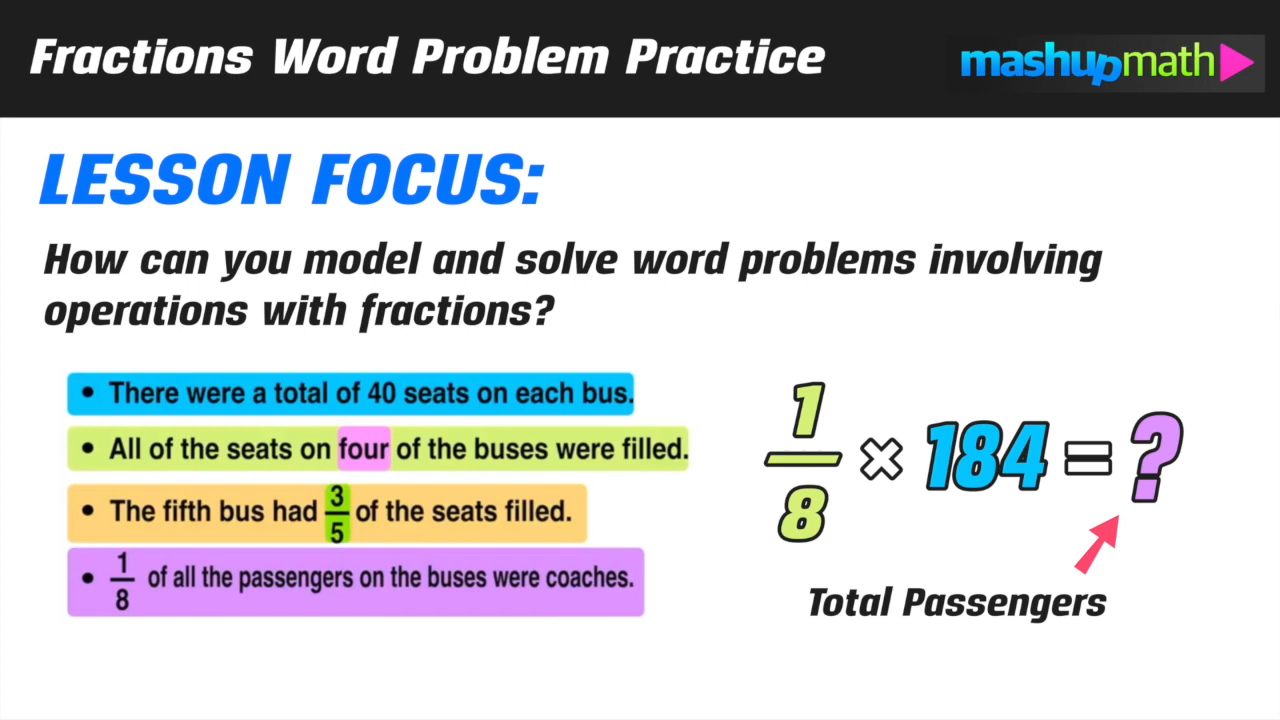 Fractions Word Problem Practice
mashupmath
LESSON FOCUS:
How can you model and solve word problems involving
operations with fractions?
• There were a total of 40 seats on each bus.
• All of the seats on four of the buses were filled.
• The fifth bus had 3/5 of the seats filled.
• 1/8 of all the passengers on the buses were coaches.
1/8 × 184 = ?
Total Passengers